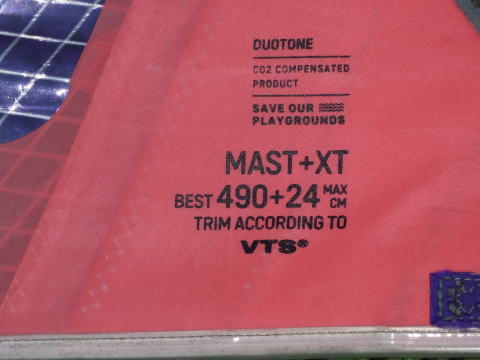 DUOTONE
CO2 COMPENSATED
PRODUCT
SAVE OUR
PLAYGROUNDS
MAST+XT
BEST 490+24 MAX CM
TRIM ACCORDING TO
VTS®